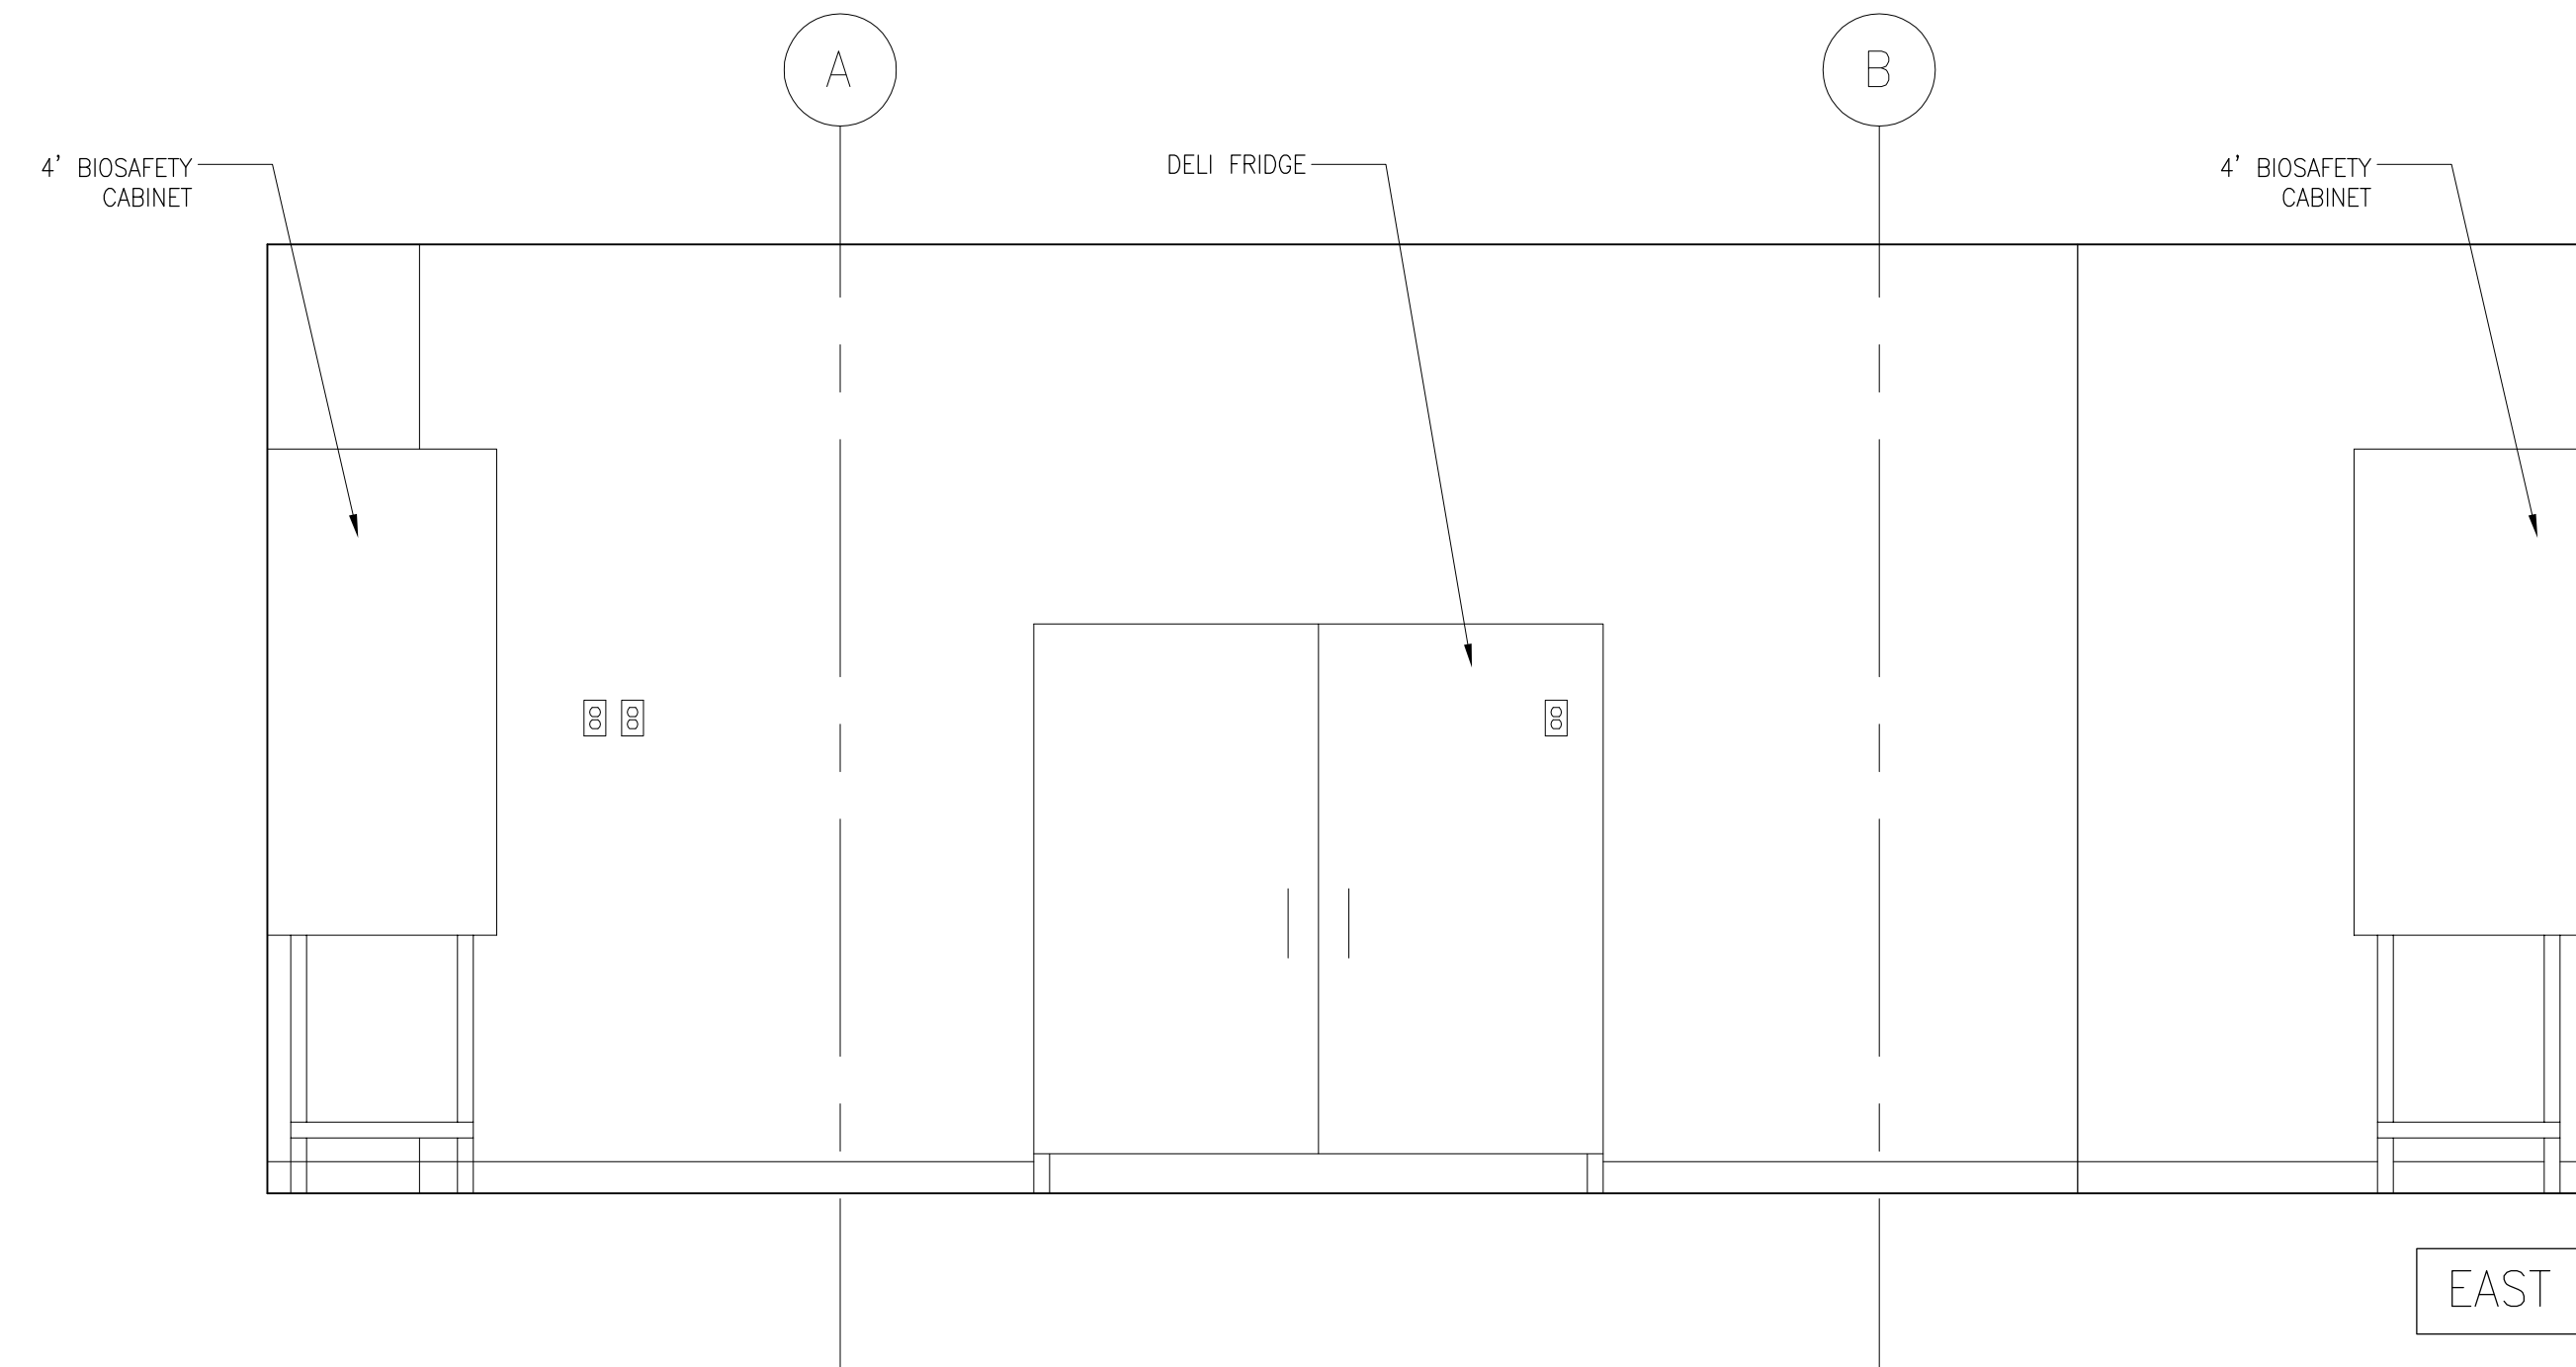 A
B
4' BIOSAFETY
CABINET
DELI FRIDGE
4' BIOSAFETY
CABINET
EAST